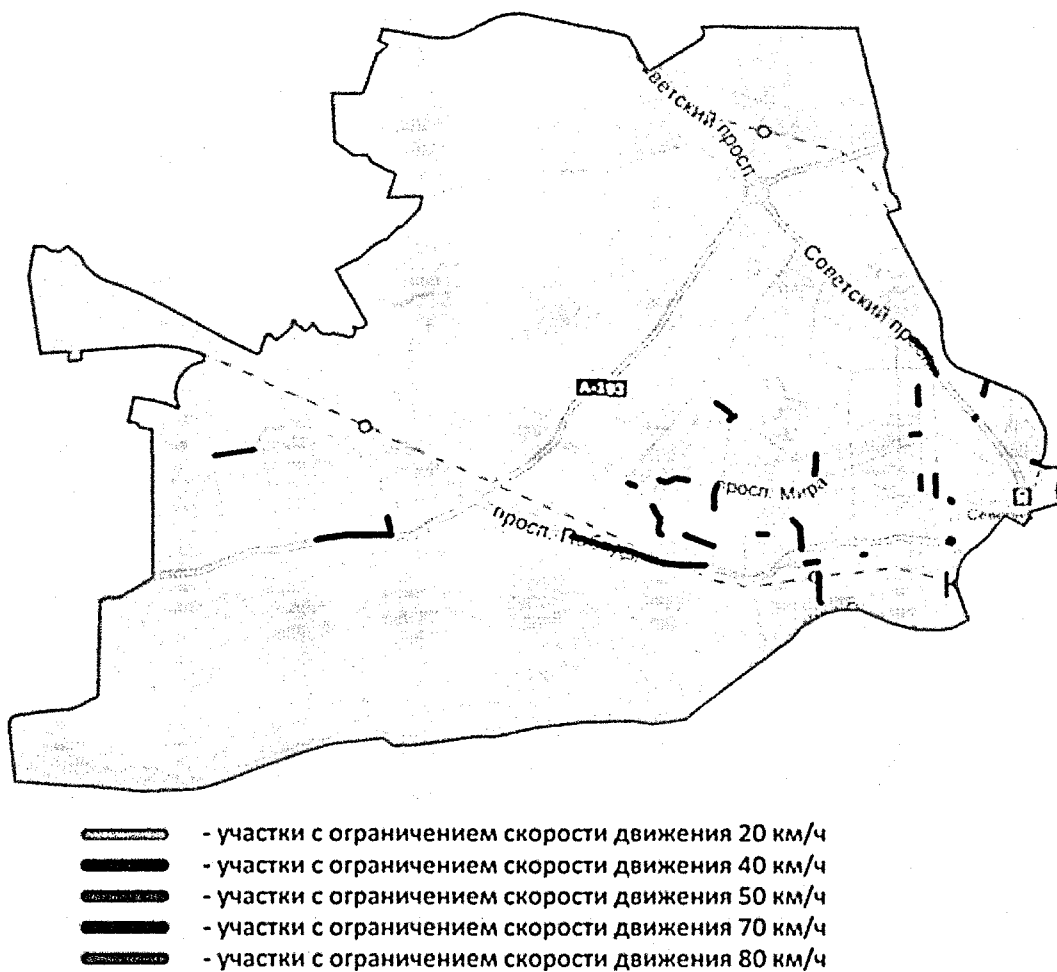 ветский просп.
Советский просп.
А-193
просп. Мира
просп. Победы
- участки с ограничением скорости движения 20 км/ч
- участки с ограничением скорости движения 40 км/ч
- участки с ограничением скорости движения 50 км/ч
- участки с ограничением скорости движения 70 км/ч
- участки с ограничением скорости движения 80 км/ч